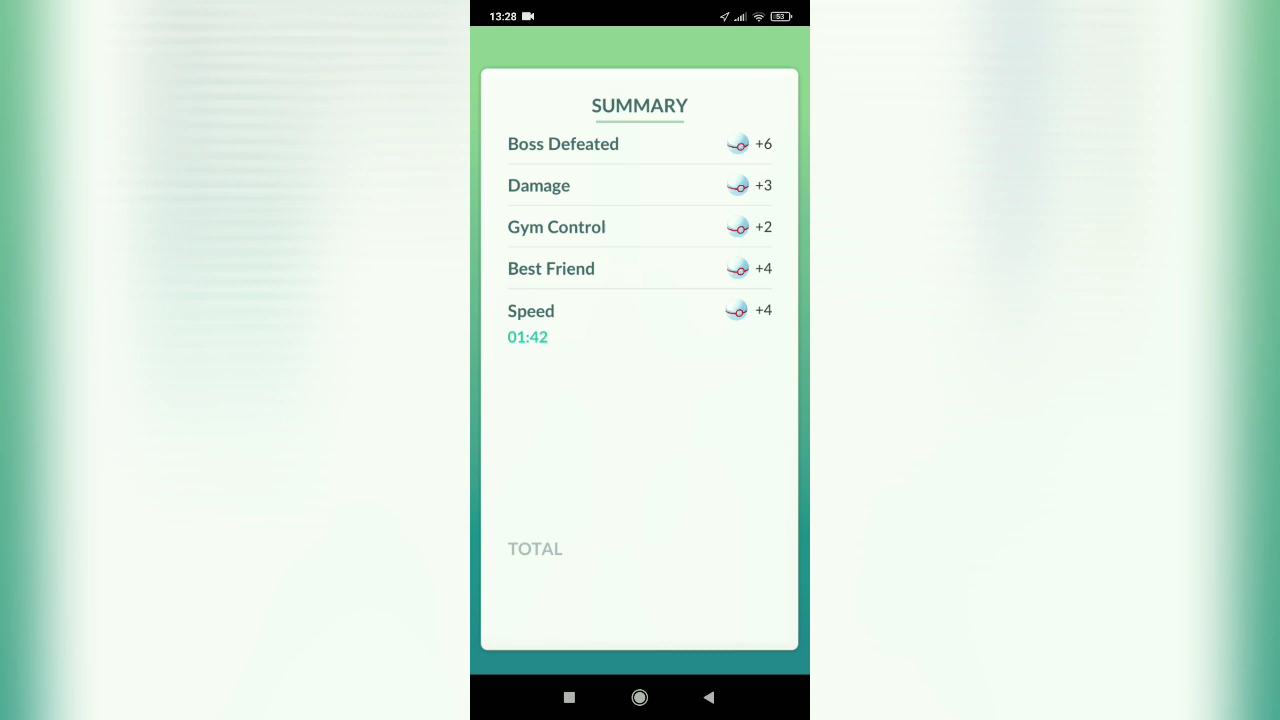 13:28
53
SUMMARY
Boss Defeated +6
Damage +3
Gym Control +2
Best Friend +4
Speed +4
01:42
TOTAL